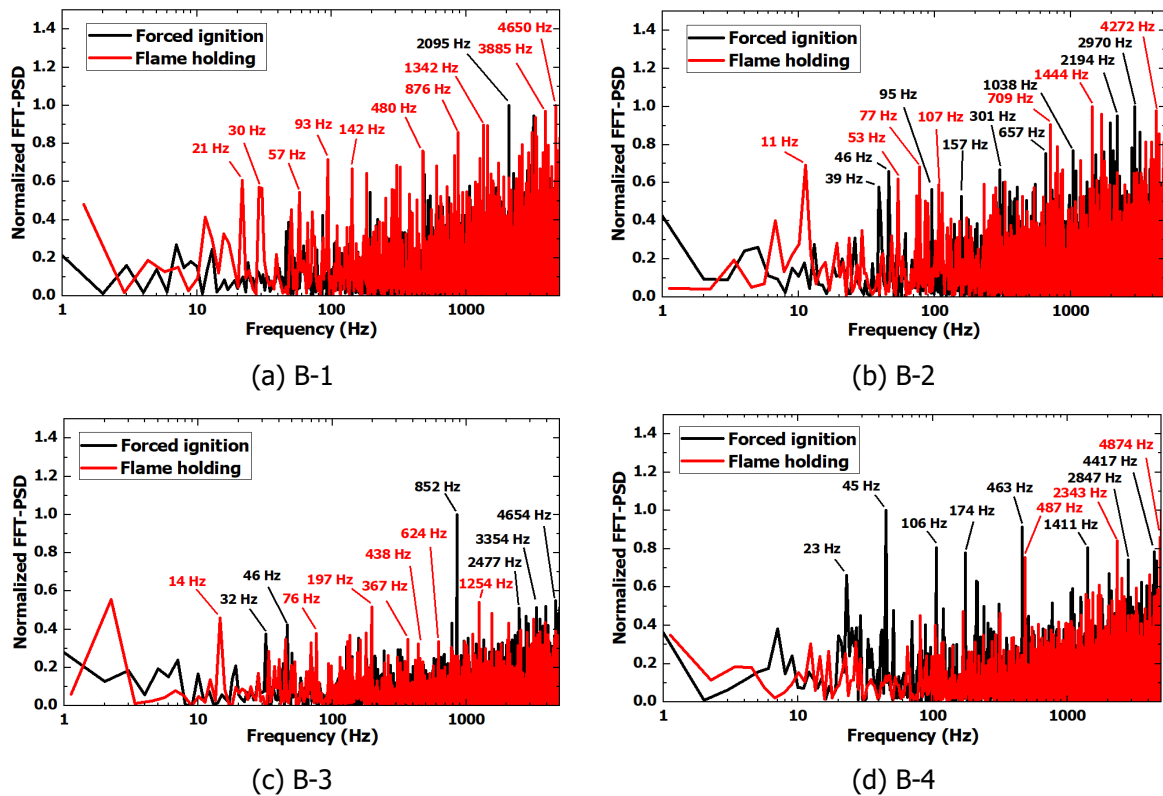 1.4
1.2
1.0
0.8
0.6
0.4
0.2
0.0
Normalized FFT-PSD
Forced ignition
Flame holding
21 Hz
30 Hz
57 Hz
93 Hz
142 Hz
480 Hz
876 Hz
1342 Hz
2095 Hz
3885 Hz
4650 Hz
1
10
100
1000
Frequency (Hz)
(a) B-1
1.4
1.2
1.0
0.8
0.6
0.4
0.2
0.0
Normalized FFT-PSD
Forced ignition
Flame holding
11 Hz
39 Hz
46 Hz
53 Hz
77 Hz
95 Hz
107 Hz
157 Hz
301 Hz
657 Hz
709 Hz
1038 Hz
1444 Hz
2194 Hz
2970 Hz
4272 Hz
1
10
100
1000
Frequency (Hz)
(b) B-2
1.4
1.2
1.0
0.8
0.6
0.4
0.2
0.0
Normalized FFT-PSD
Forced ignition
Flame holding
14 Hz
32 Hz
46 Hz
76 Hz
197 Hz
367 Hz
438 Hz
624 Hz
852 Hz
1254 Hz
2477 Hz
3354 Hz
4654 Hz
1
10
100
1000
Frequency (Hz)
(c) B-3
1.4
1.2
1.0
0.8
0.6
0.4
0.2
0.0
Normalized FFT-PSD
Forced ignition
Flame holding
23 Hz
45 Hz
106 Hz
174 Hz
463 Hz
487 Hz
1411 Hz
2343 Hz
2847 Hz
4417 Hz
4874 Hz
1
10
100
1000
Frequency (Hz)
(d) B-4